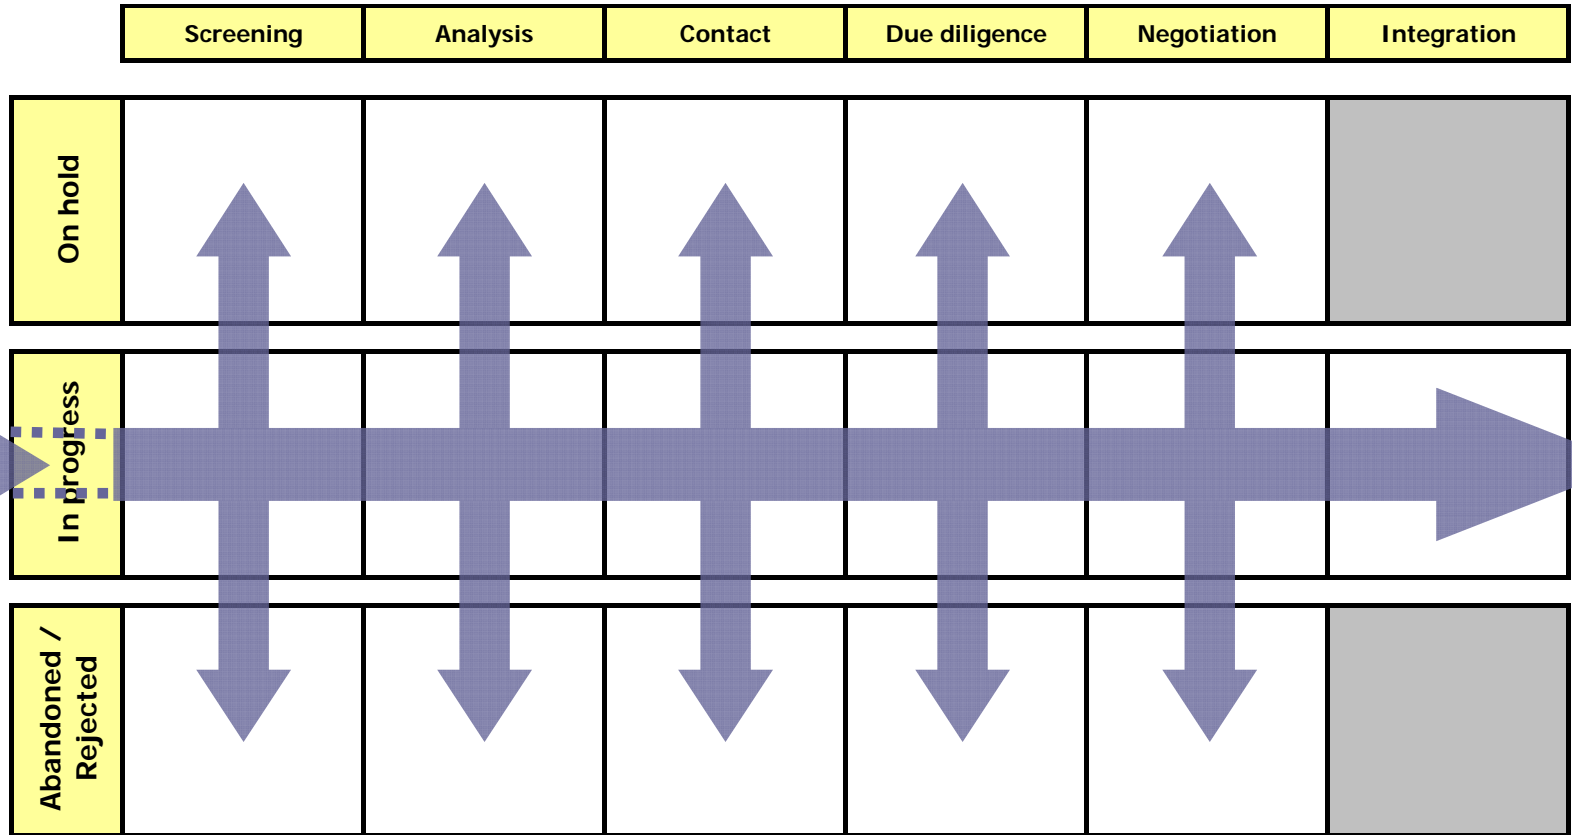 Screening Analysis Contact Due diligence Negotiation Integration
On hold
In progress
Abandoned /
Rejected